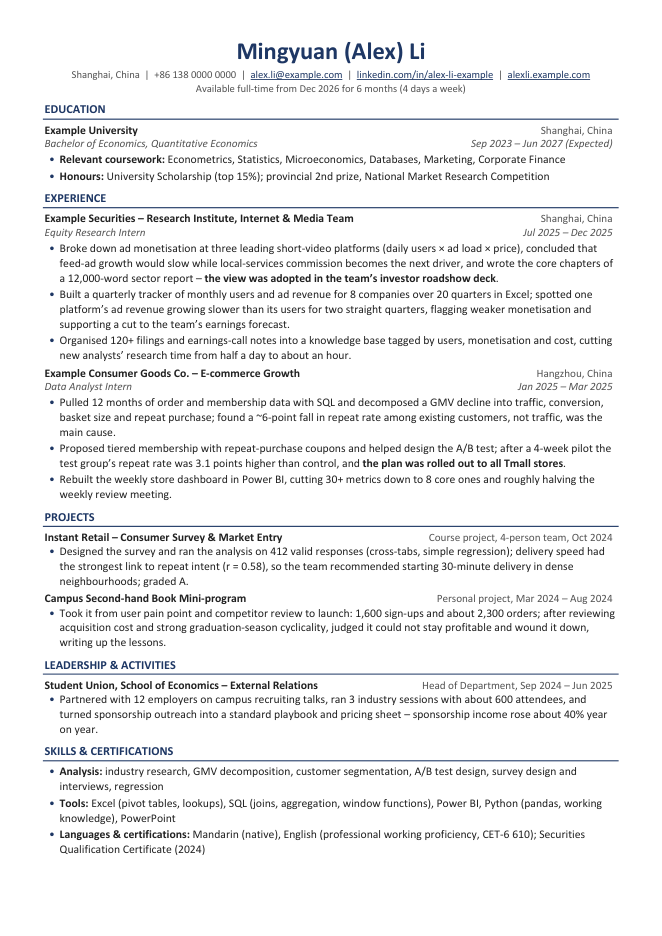 Mingyuan (Alex) Li
Shanghai, China | +86 138 0000 0000 | alex.li@example.com | linkedin.com/in/alex-li-example | alexli.example.com
Available full-time from Dec 2026 for 6 months (4 days a week)
EDUCATION
Example University Shanghai, China
Bachelor of Economics, Quantitative Economics Sep 2023 – Jun 2027 (Expected)
• Relevant coursework: Econometrics, Statistics, Microeconomics, Databases, Marketing, Corporate Finance
• Honours: University Scholarship (top 15%); provincial 2nd prize, National Market Research Competition
EXPERIENCE
Example Securities – Research Institute, Internet & Media Team Shanghai, China
Equity Research Intern Jul 2025 – Dec 2025
• Broke down ad monetisation at three leading short-video platforms (daily users × ad load × price), concluded that
feed-ad growth would slow while local-services commission becomes the next driver, and wrote the core chapters of
a 12,000-word sector report – the view was adopted in the team's investor roadshow deck.
• Built a quarterly tracker of monthly users and ad revenue for 8 companies over 20 quarters in Excel; spotted one
platform's ad revenue growing slower than its users for two straight quarters, flagging weaker monetisation and
supporting a cut to the team's earnings forecast.
• Organised 120+ filings and earnings-call notes into a knowledge base tagged by users, monetisation and cost, cutting
new analysts' research time from half a day to about an hour.
Example Consumer Goods Co. – E-commerce Growth Hangzhou, China
Data Analyst Intern Jan 2025 – Mar 2025
• Pulled 12 months of order and membership data with SQL and decomposed a GMV decline into traffic, conversion,
basket size and repeat purchase; found a ~6-point fall in repeat rate among existing customers, not traffic, was the
main cause.
• Proposed tiered membership with repeat-purchase coupons and helped design the A/B test; after a 4-week pilot the
test group's repeat rate was 3.1 points higher than control, and the plan was rolled out to all Tmall stores.
• Rebuilt the weekly store dashboard in Power BI, cutting 30+ metrics down to 8 core ones and roughly halving the
weekly review meeting.
PROJECTS
Instant Retail – Consumer Survey & Market Entry Course project, 4-person team, Oct 2024
• Designed the survey and ran the analysis on 412 valid responses (cross-tabs, simple regression); delivery speed had
the strongest link to repeat intent (r = 0.58), so the team recommended starting 30-minute delivery in dense
neighbourhoods; graded A.
Campus Second-hand Book Mini-program Personal project, Mar 2024 – Aug 2024
• Took it from user pain point and competitor review to launch: 1,600 sign-ups and about 2,300 orders; after reviewing
acquisition cost and strong graduation-season cyclicality, judged it could not stay profitable and wound it down,
writing up the lessons.
LEADERSHIP & ACTIVITIES
Student Union, School of Economics – External Relations Head of Department, Sep 2024 – Jun 2025
• Partnered with 12 employers on campus recruiting talks, ran 3 industry sessions with about 600 attendees, and
turned sponsorship outreach into a standard playbook and pricing sheet – sponsorship income rose about 40% year
on year.
SKILLS & CERTIFICATIONS
• Analysis: industry research, GMV decomposition, customer segmentation, A/B test design, survey design and
interviews, regression
• Tools: Excel (pivot tables, lookups), SQL (joins, aggregation, window functions), Power BI, Python (pandas, working
knowledge), PowerPoint
• Languages & certifications: Mandarin (native), English (professional working proficiency, CET-6 610); Securities
Qualification Certificate (2024)